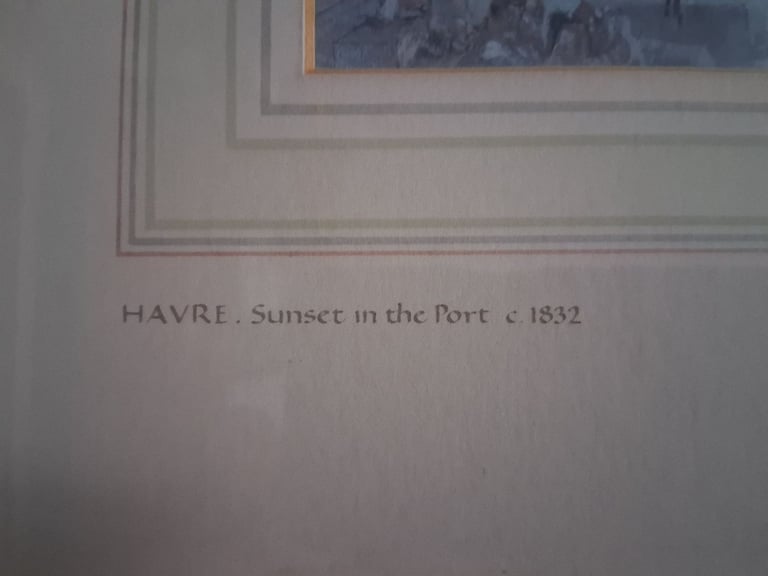 HAVRE. Sunset in the Port c. 1832